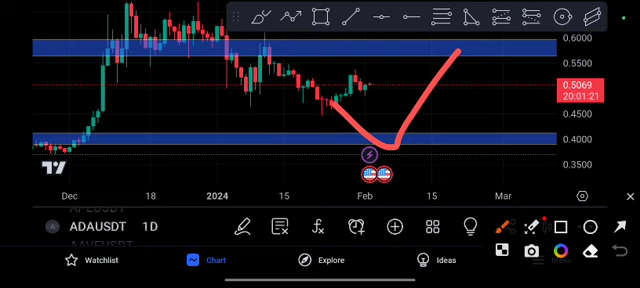 0.6000
0.5500
0.5069
20:01:21
0.4500
0.4000
0.3500
Dec 18 2024 15 Feb 15 Mar
ADAUSDT 1D
Watchlist Chart Explore Ideas Menu